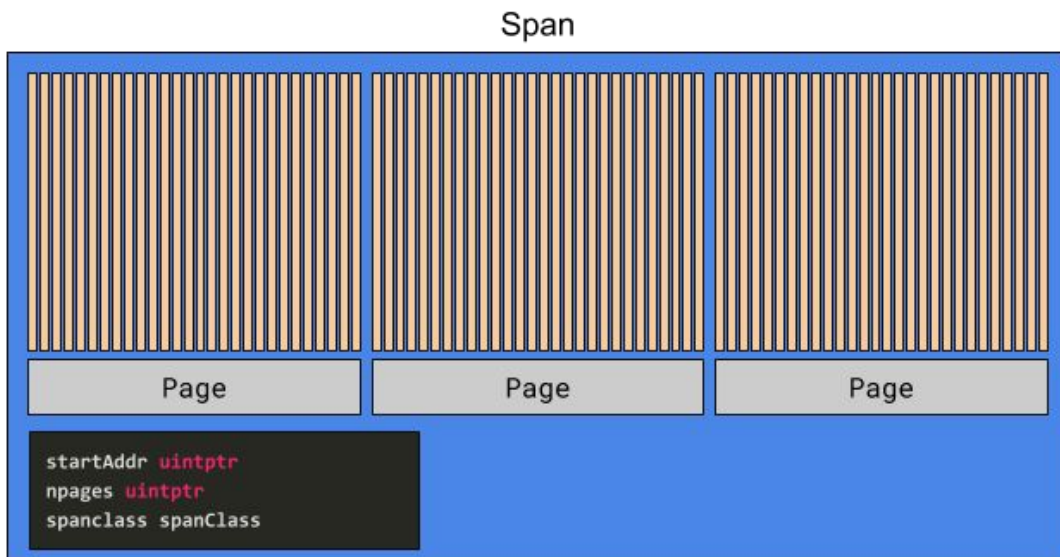 Span
Page Page Page
startAddr uintptr
npages uintptr
spanclass spanClass